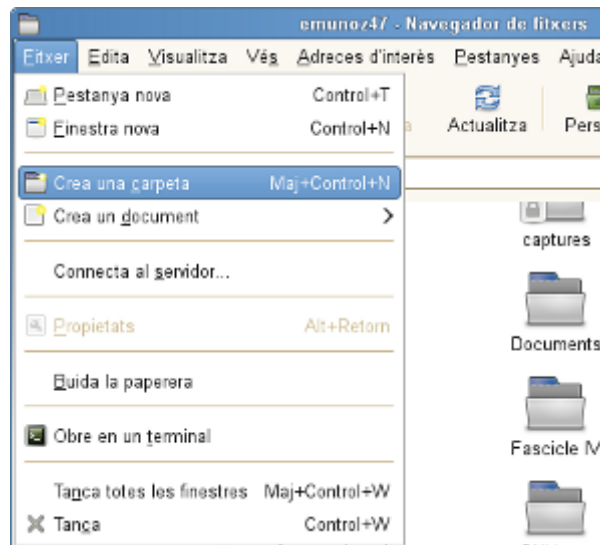 emunoz47 - Navegador de fitxers
Fitxer Edita Visualitza Vés Adreces d'interès Pestanyes Ajuda
Pestanya nova Control+T
Finestra nova Control+N
Actualitza
Crea una carpeta Maj+Control+N
Crea un document
captures
Connecta al servidor...
Propietats Alt+Retorn
Documents
Buida la paperera
Obre en un terminal
Fascicle
Tanca totes les finestres Maj+Control+W
Tanca Control+W